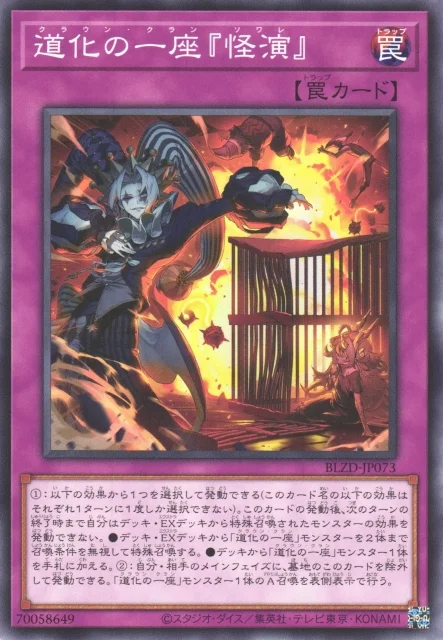 クラウン・クラン ソワレ
道化の一座『怪演』
トラップ
罠
トラップ
【罠カード】
BLZD-JP073
①:以下の効果から1つを選択して発動できる(このカード名の以下の効果は
それぞれ1ターンに1度しか選択できない)。このカードの発動後、次のターンの
終了時まで自分はデッキ・EXデッキから特殊召喚されたモンスターの効果を
発動できない。●デッキ・EXデッキから「道化の一座」モンスターを2体まで
召喚条件を無視して特殊召喚する。●デッキから「道化の一座」モンスター1体
を手札に加える。②:自分・相手のメインフェイズに、墓地のこのカードを除外
して発動できる。「道化の一座」モンスター1体のA召喚を表側表示で行う。
70058649
©スタジオ・ダイス/集英社・テレビ東京・KONAMI